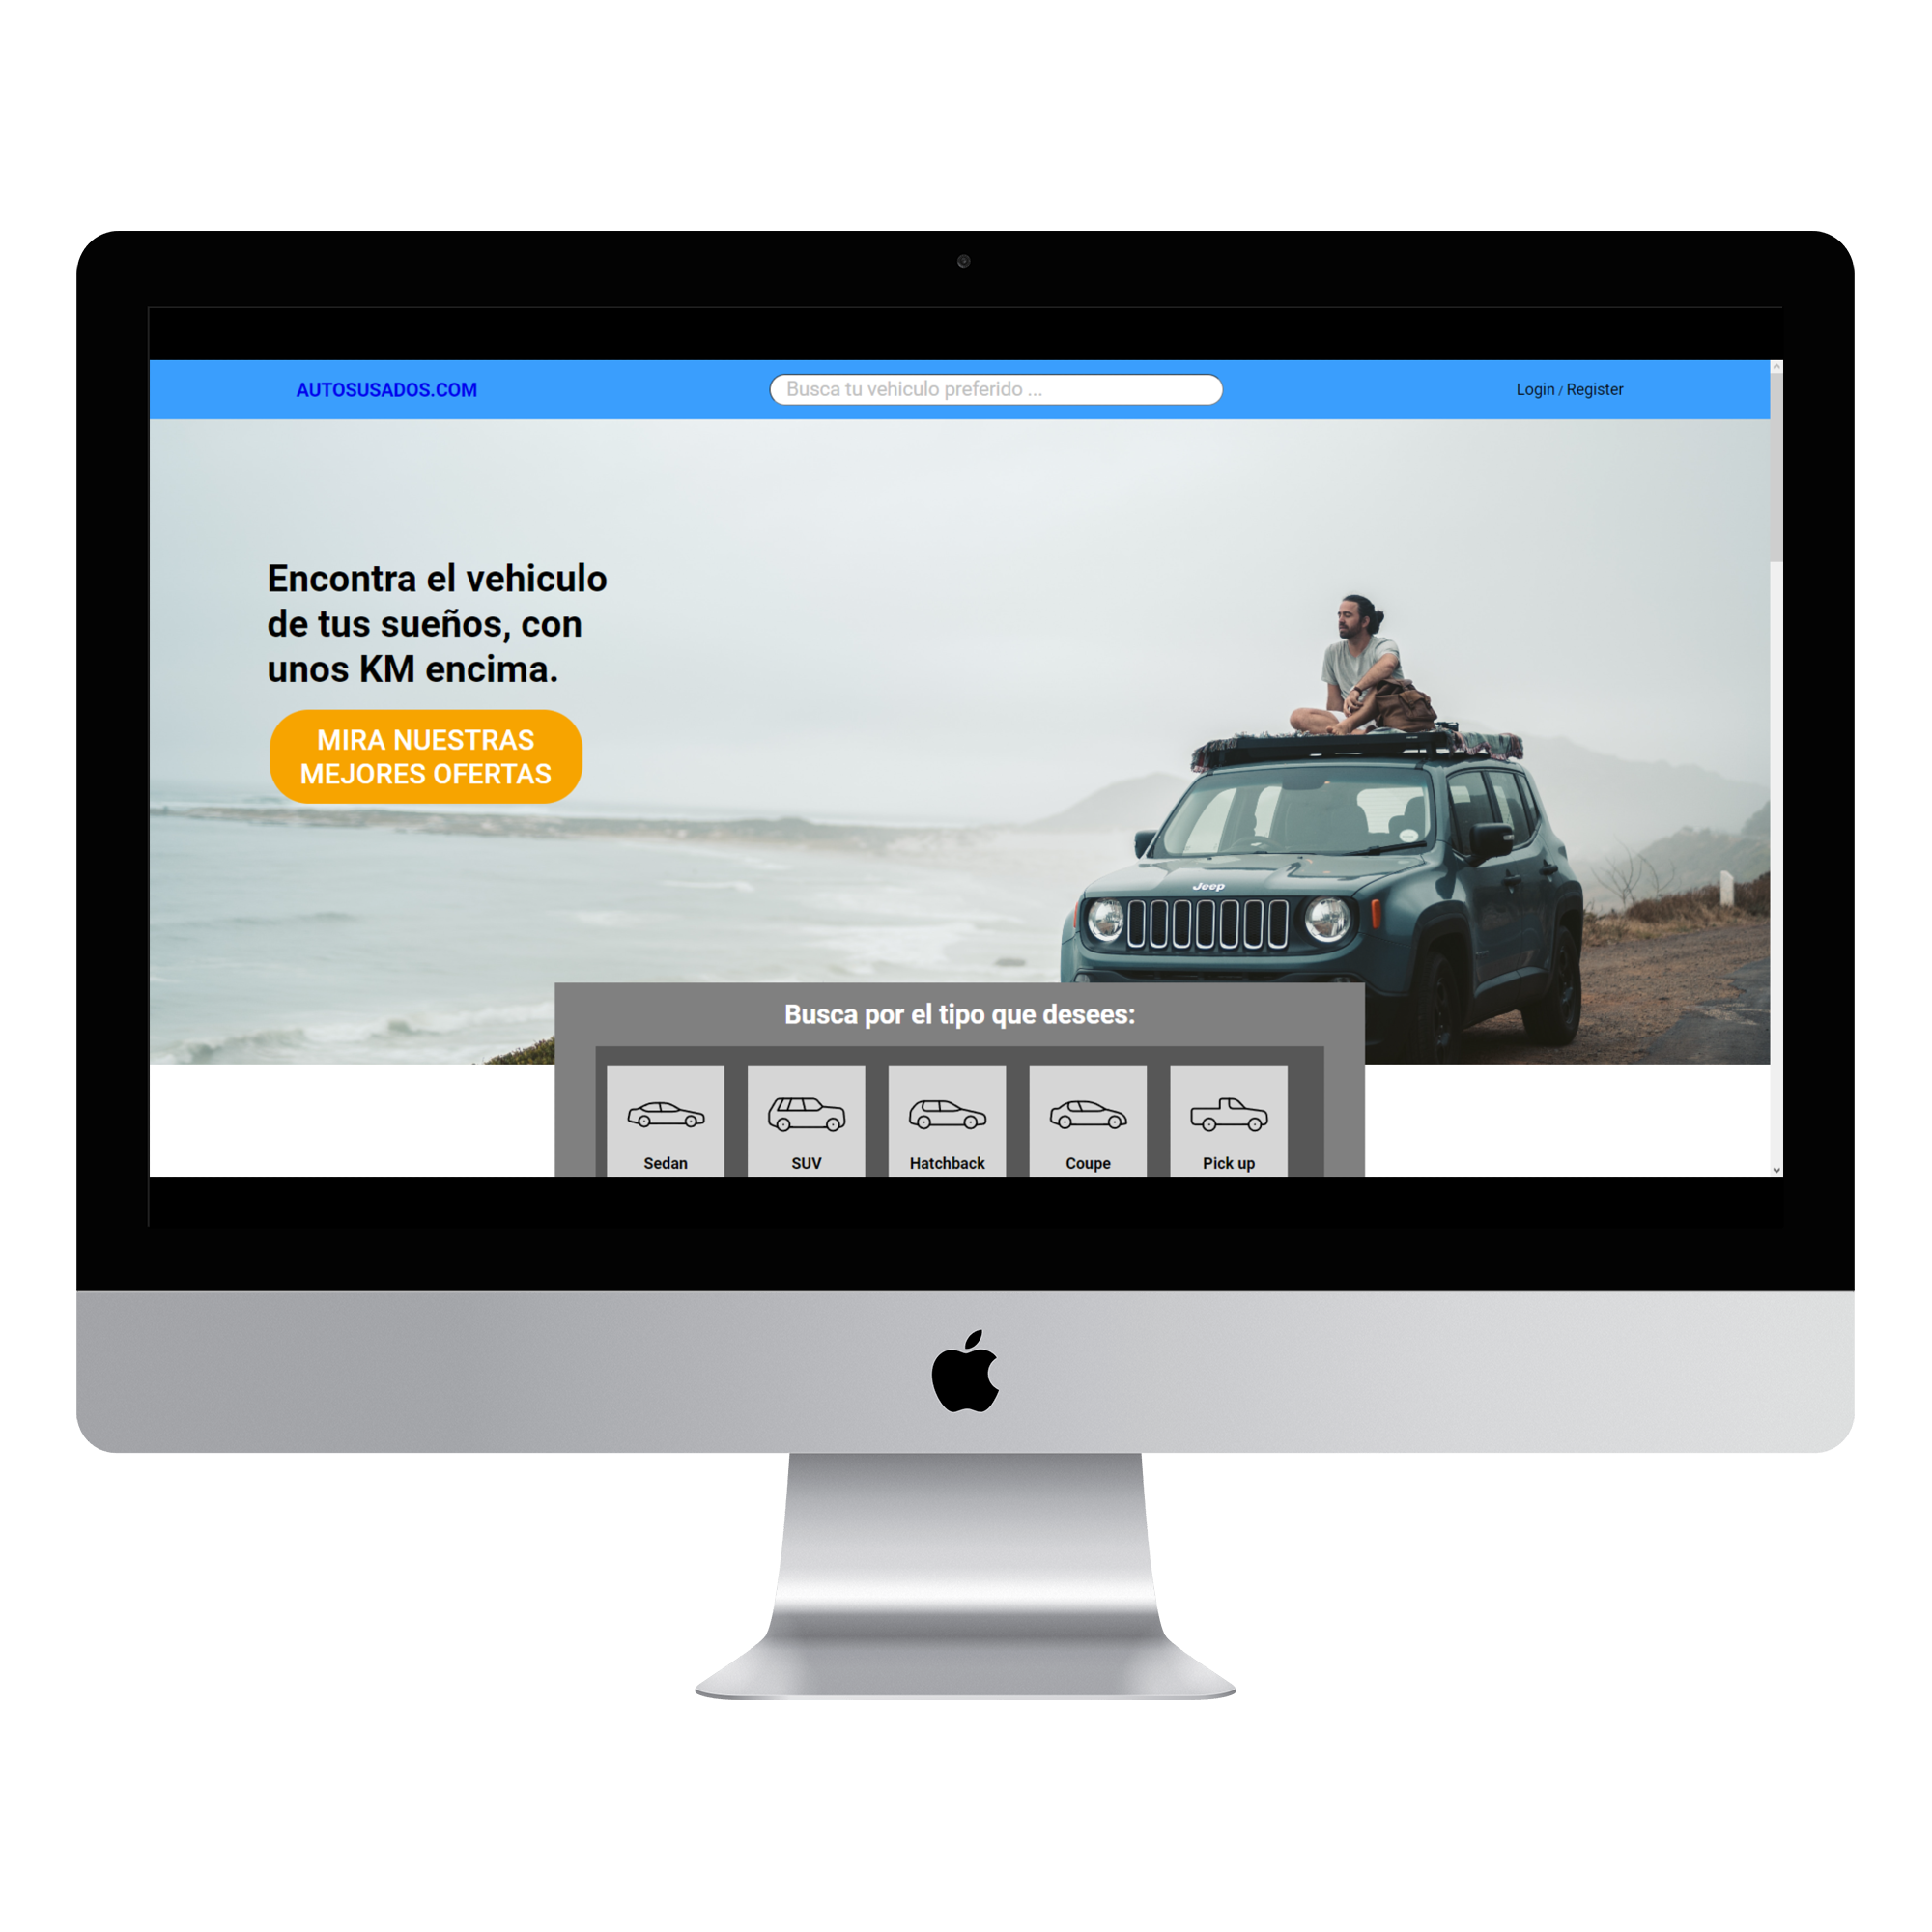 AUTOSUSADOS.COM
Busca tu vehiculo preferido ...
Login / Register
Encontra el vehiculo
de tus sueños, con
unos KM encima.
MIRA NUESTRAS
MEJORES OFERTAS
Jeep
Busca por el tipo que desees:
Sedan
SUV
Hatchback
Coupe
Pick up